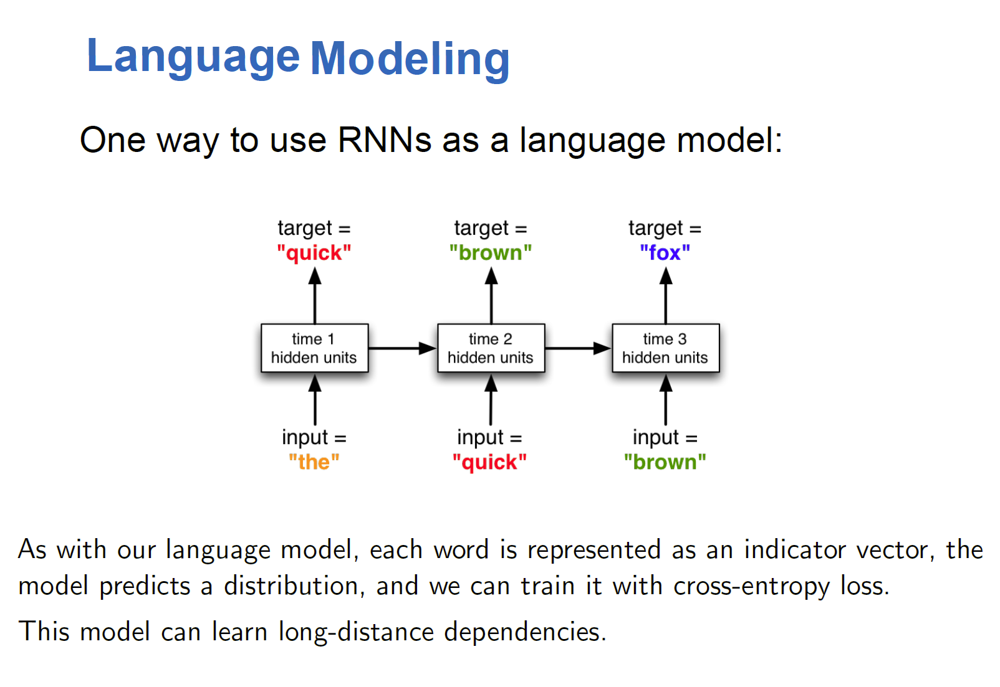 Language Modeling
One way to use RNNs as a language model:
target = target = target =
"quick" "brown" "fox"
time 1 time 2 time 3
hidden units hidden units hidden units
input = input = input =
"the" "quick" "brown"
As with our language model, each word is represented as an indicator vector, the
model predicts a distribution, and we can train it with cross-entropy loss.
This model can learn long-distance dependencies.